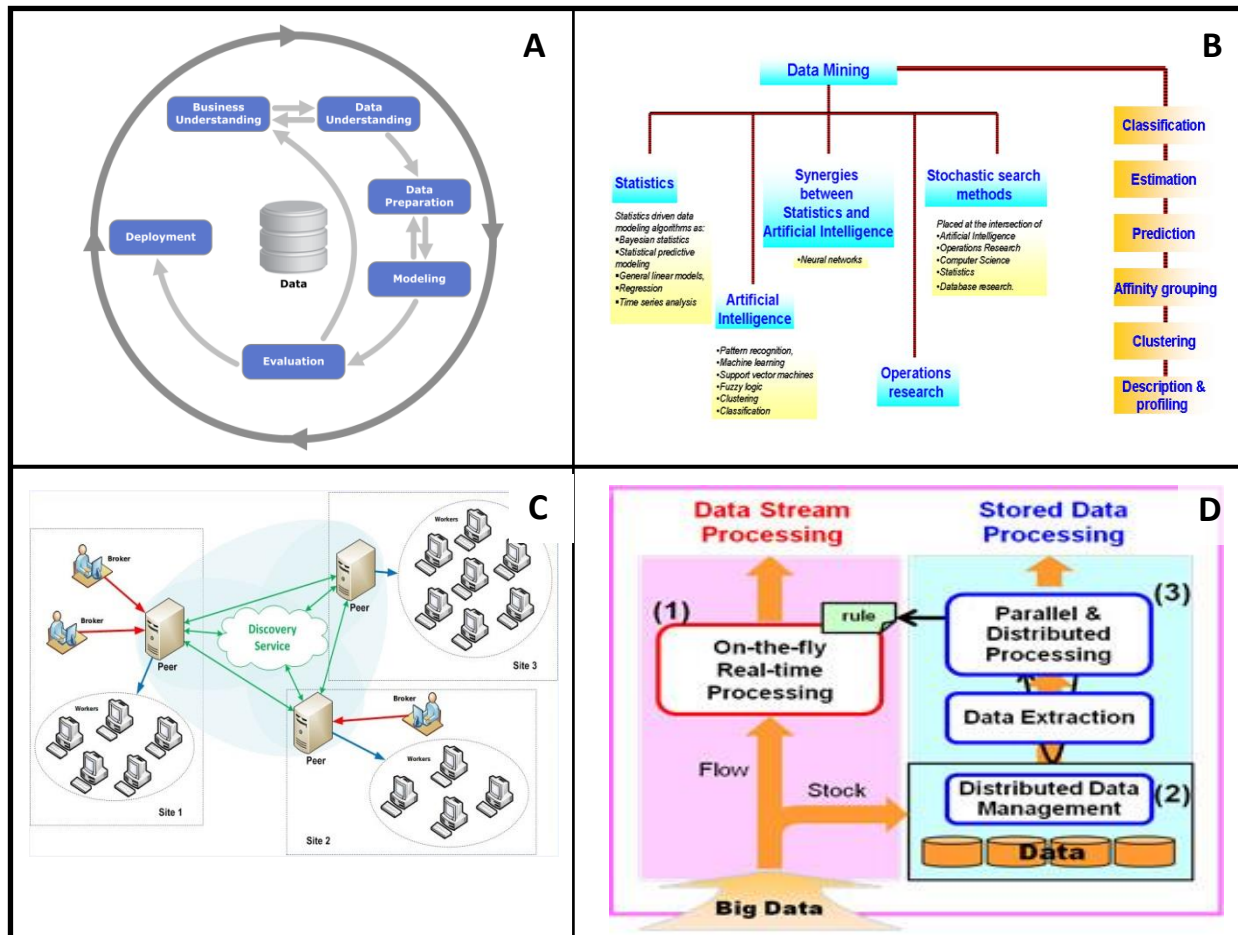 A
Business
Understanding
Data
Understanding
Data
Preparation
Deployment
Data
Modeling
Evaluation
B
Data Mining
Classification
Estimation
Prediction
Affinity grouping
Clustering
Description &
profiling
Statistics
Statistics driven data
modeling algorithms as:
▪Bayesian statistics
▪Statistical predictive
modeling
▪General linear models,
▪Regression
▪Time series analysis
Artificial
Intelligence
•Pattern recognition,
•Machine learning
•Support vector machines
•Fuzzy logic
•Clustering
•Classification
Synergies
between
Statistics and
Artificial Intelligence
•Neural networks
Operations
research
Stochastic search
methods
Placed at the intersection of
•Artificial Intelligence
•Operations Research
•Computer Science
•Statistics
•Database research.
C
Broker
Broker
Peer
Workers
Site 1
Discovery
Service
Peer
Workers
Site 3
Peer
Broker
Workers
Site 2
D
Data Stream
Processing
Stored Data
Processing
(1)
rule
On-the-fly
Real-time
Processing
(3)
Parallel &
Distributed
Processing
Data Extraction
Flow
Stock
Distributed Data
Management
(2)
Data
Big Data